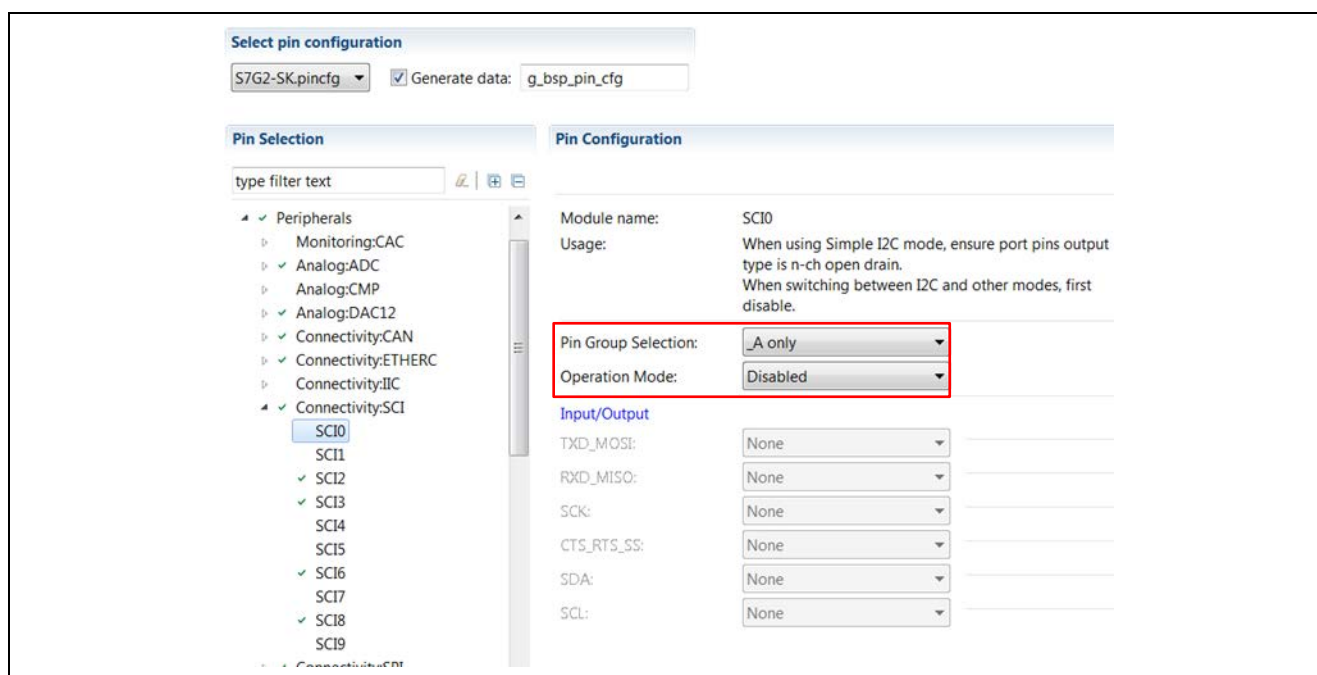 Select pin configuration
S7G2-SK.pincfg
Generate data:
g_bsp_pin_cfg
Pin Selection
type filter text
Peripherals
Monitoring:CAC
Analog:ADC
Analog:CMP
Analog:DAC12
Connectivity:CAN
Connectivity:ETHERC
Connectivity:IIC
Connectivity:SCI
SCI0
SCI1
SCI2
SCI3
SCI4
SCI5
SCI6
SCI7
SCI8
SCI9
Connectivity:SPI
Pin Configuration
Module name: SCI0
Usage: When using Simple I2C mode, ensure port pins output
type is n-ch open drain.
When switching between I2C and other modes, first
disable.
Pin Group Selection: _A only
Operation Mode: Disabled
Input/Output
TXD_MOSI: None
RXD_MISO: None
SCK: None
CTS_RTS_SS: None
SDA: None
SCL: None